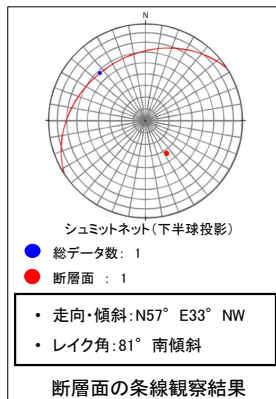 N
シュミットネット(下半球投影)
総データ数: 1
断層面 : 1
• 走向・傾斜:N57°E33°NW
• レイク角:81°南傾斜
断層面の条線観察結果